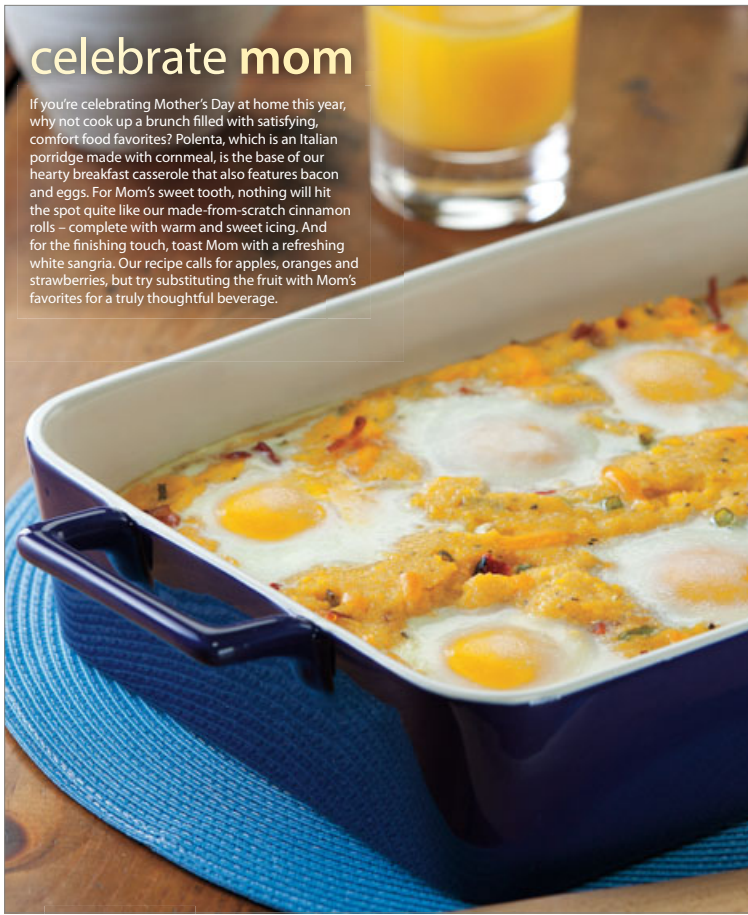 celebrate mom
If you're celebrating Mother's Day at home this year,
why not cook up a brunch filled with satisfying,
comfort food favorites? Polenta, which is an Italian
porridge made with cornmeal, is the base of our
hearty breakfast casserole that also features bacon
and eggs. For Mom's sweet tooth, nothing will hit
the spot quite like our made-from-scratch cinnamon
rolls – complete with warm and sweet icing. And
for the finishing touch, toast Mom with a refreshing
white sangria. Our recipe calls for apples, oranges and
strawberries, but try substituting the fruit with Mom's
favorites for a truly thoughtful beverage.